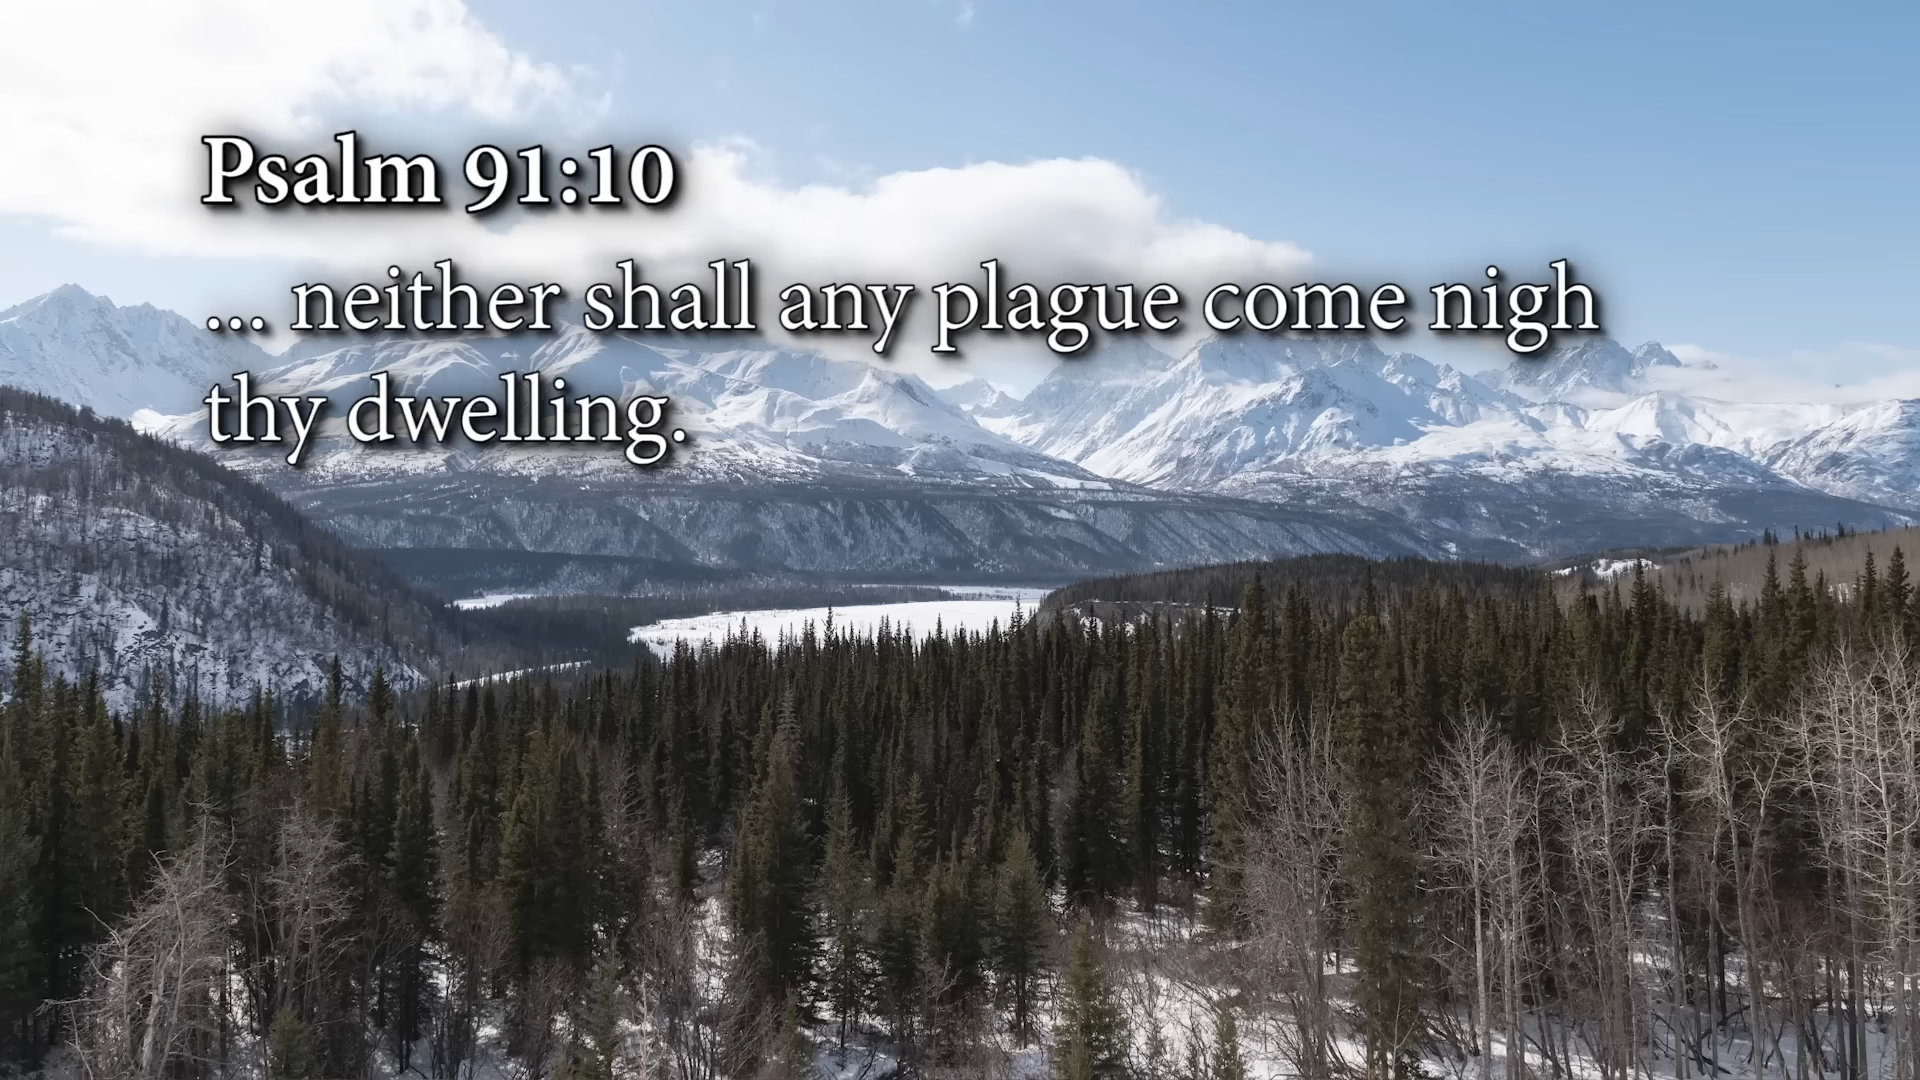 Psalm 91:10
... neither shall any plague come nigh
thy dwelling.